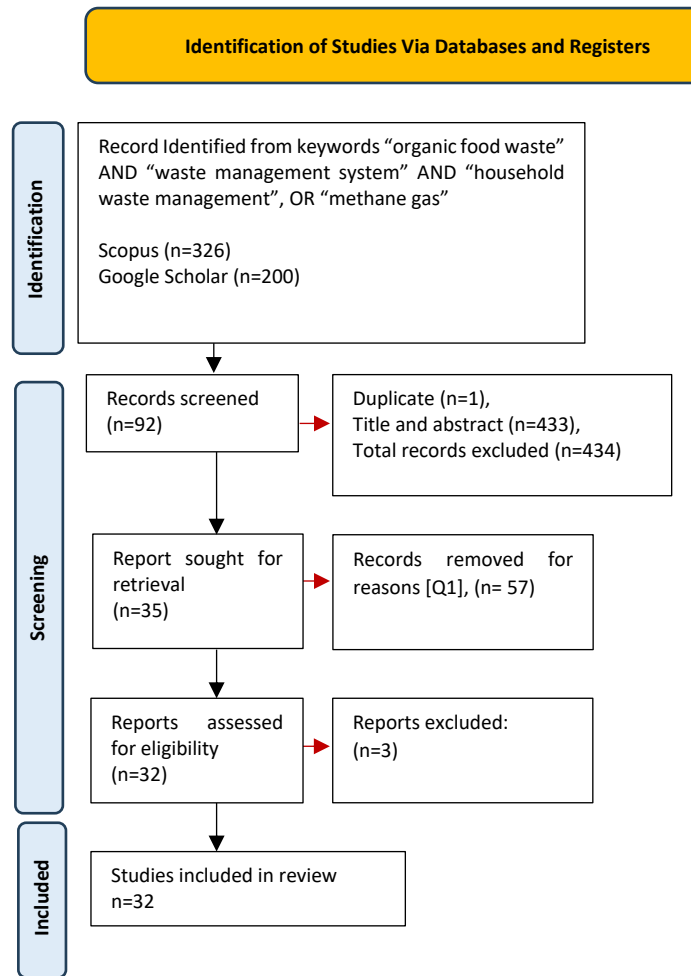 Identification of Studies Via Databases and Registers
Identification
Record Identified from keywords “organic food waste”
AND “waste management system” AND “household
waste management”, OR “methane gas”
Scopus (n=326)
Google Scholar (n=200)
Screening
Records screened
(n=92)
Duplicate (n=1),
Title and abstract (n=433),
Total records excluded (n=434)
Report sought for
retrieval
(n=35)
Records removed for
reasons [Q1], (n= 57)
Reports assessed
for eligibility
(n=32)
Reports excluded:
(n=3)
Included
Studies included in review
n=32